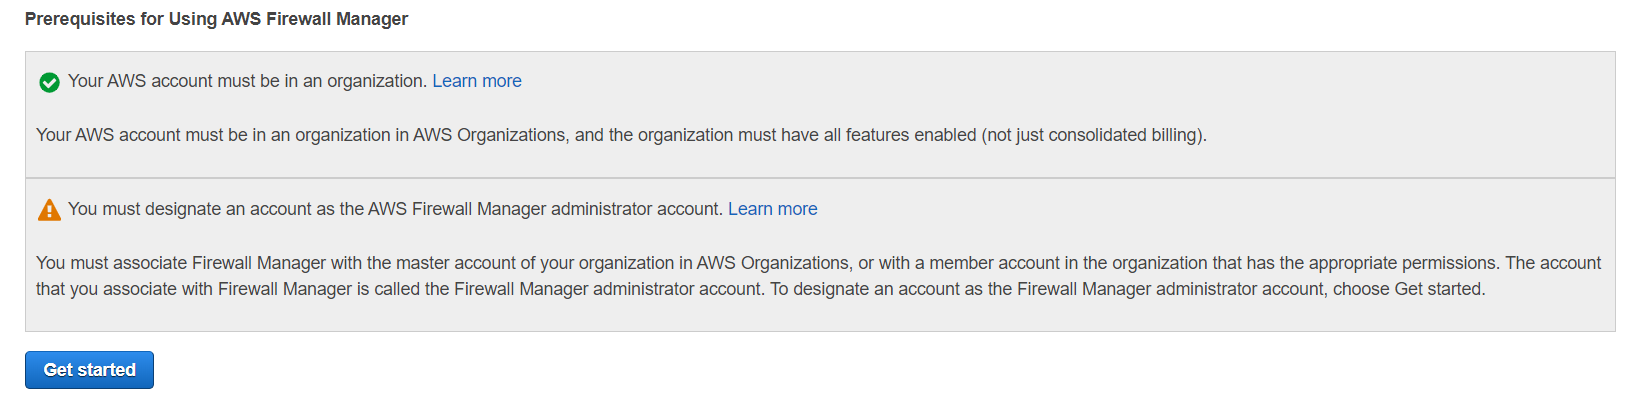 Prerequisites for Using AWS Firewall Manager
Your AWS account must be in an organization. Learn more
Your AWS account must be in an organization in AWS Organizations, and the organization must have all features enabled (not just consolidated billing).
You must designate an account as the AWS Firewall Manager administrator account. Learn more
You must associate Firewall Manager with the master account of your organization in AWS Organizations, or with a member account in the organization that has the appropriate permissions. The account
that you associate with Firewall Manager is called the Firewall Manager administrator account. To designate an account as the Firewall Manager administrator account, choose Get started.
Get started